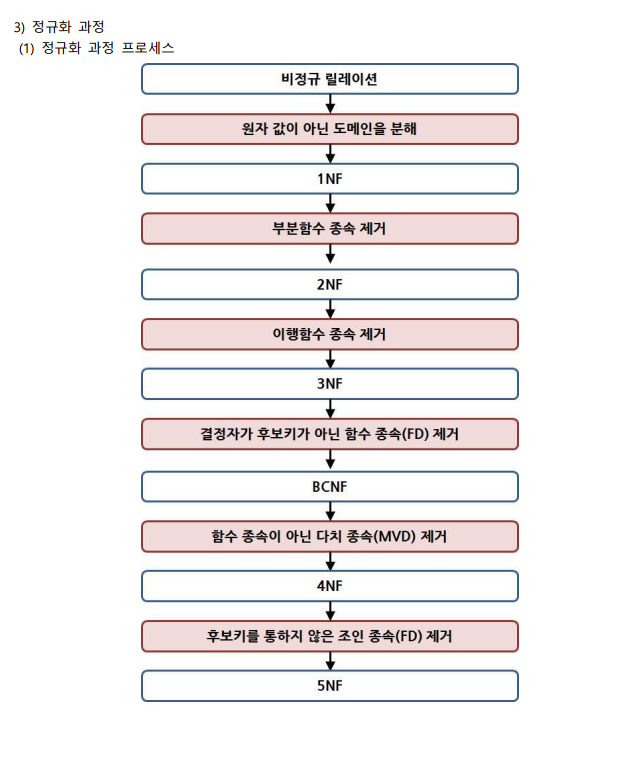 3) 정규화 과정
(1) 정규화 과정 프로세스
비정규 릴레이션
원자 값이 아닌 도메인을 분해
1NF
부분함수 종속 제거
2NF
이행함수 종속 제거
3NF
결정자가 후보키가 아닌 함수 종속(FD) 제거
BCNF
함수 종속이 아닌 다치 종속(MVD) 제거
4NF
후보키를 통하지 않은 조인 종속(FD) 제거
5NF